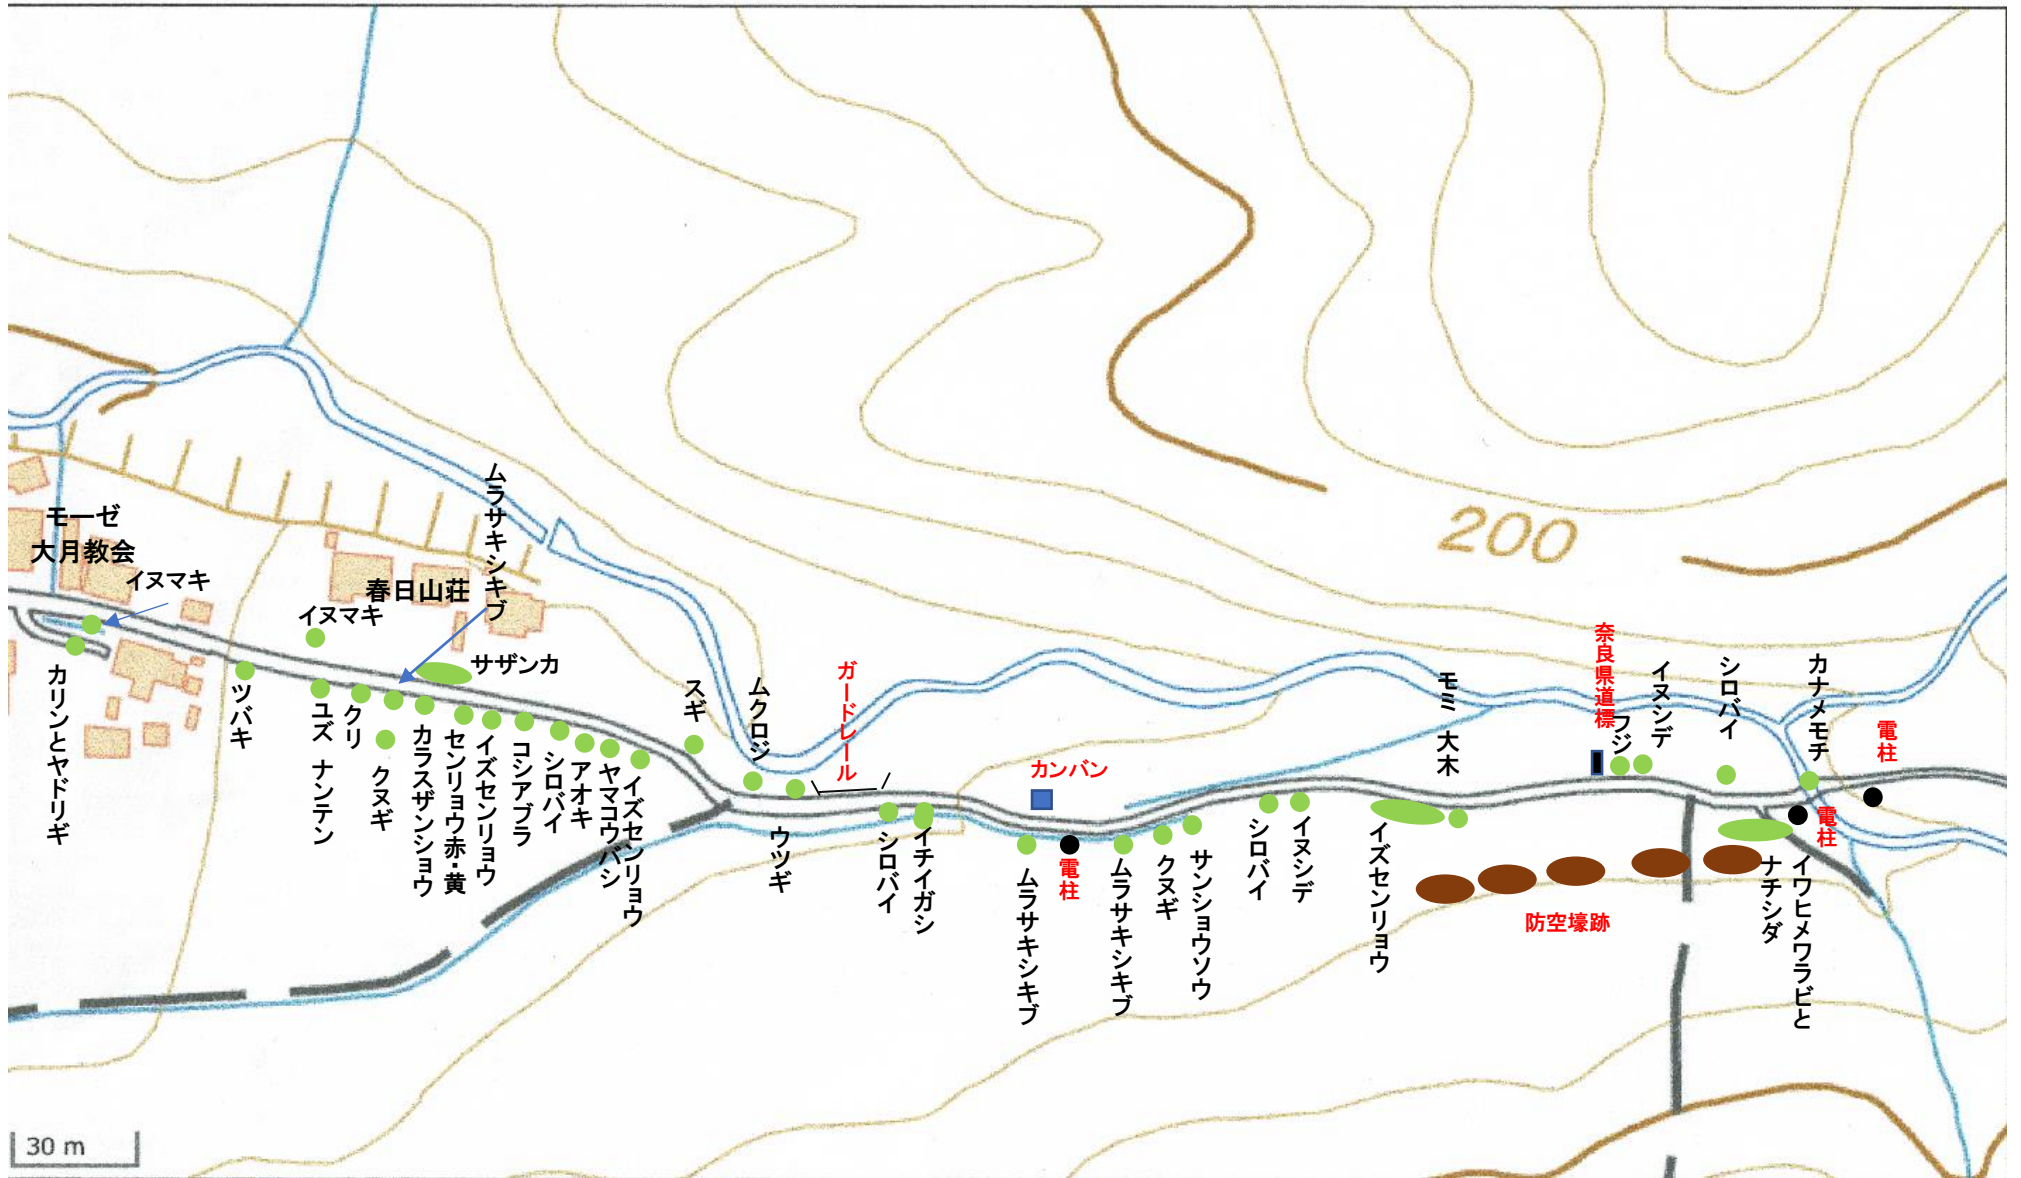 モーゼ
大月教会
イヌマキ
カリンとヤドリギ
ツバキ
イヌマキ
春日山荘
ムラサキシキブ
サザンカ
ユズ ナンテン
クリ
クヌギ
カラスザンショウ
センリョウ赤・黄
イズセンリョウ
コシアブラ
シロバイ
アオキ
ヤマコウバシ
イズセンリョウ
スギ
ムクロジ
ウツギ
ガードレール
シロバイ
イチイガシ
カンバン
ムラサキシキブ
電柱
ムラサキシキブ
クヌギ
サンショウソウ
シロバイ
イヌシデ
イズセンリョウ
モミ 大木
200
奈良県道標
フジ
イヌシデ
シロバイ
カナメモチ
電柱
電柱
防空壕跡
イワヒメワラビと
ナチシダ
30 m